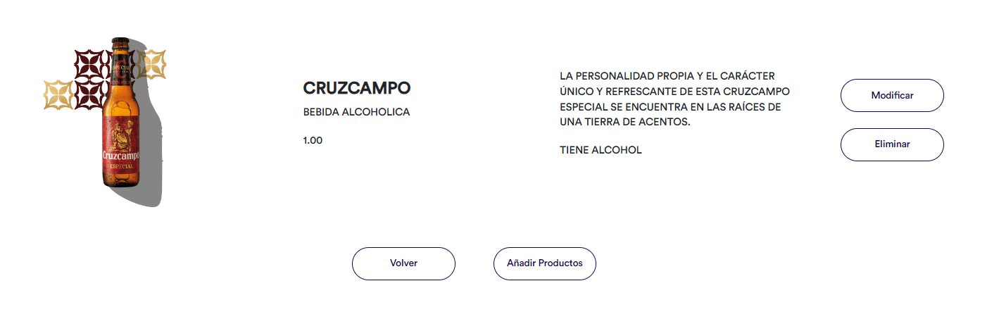 SPECIAL
Cruzcampo
ESPECIAL
CRUZCAMPO
BEBIDA ALCOHOLICA
1.00
LA PERSONALIDAD PROPIA Y EL CARÁCTER
ÚNICO Y REFRESCANTE DE ESTA CRUZCAMPO
ESPECIAL SE ENCUENTRA EN LAS RAÍCES DE
UNA TIERRA DE ACENTOS.
TIENE ALCOHOL
Modificar
Eliminar
Volver
Añadir Productos